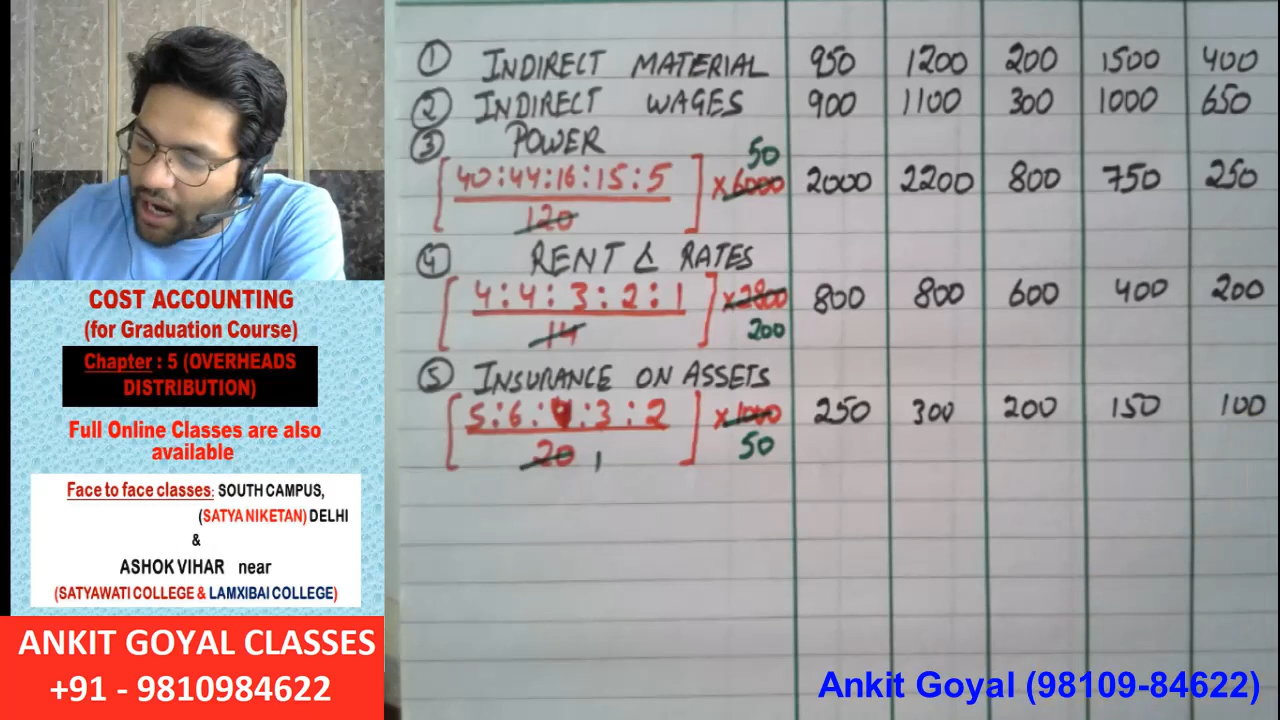 COST ACCOUNTING
(for Graduation Course)
Chapter : 5 (OVERHEADS
DISTRIBUTION)
Full Online Classes are also
available
Face to face classes: SOUTH CAMPUS,
(SATYA NIKETAN) DELHI
&
ASHOK VIHAR near
(SATYAWATI COLLEGE & LAMXIBAI COLLEGE)
ANKIT GOYAL CLASSES
+91 - 9810984622
① INDIRECT MATERIAL 950 1200 200 1500 400
② INDIRECT WAGES 900 1100 300 1000 650
③ POWER
50
[40:44:16:15:5 ] x6000 2000 2200 800 750 250
120
④ RENT & RATES
[4:4:3:2:1 ] x2800 800 800 600 400 200
14 200
⑤ INSURANCE ON ASSETS
[5:6:4:3:2 ] x1000 250 300 200 150 100
20 50
Ankit Goyal (98109-84622)